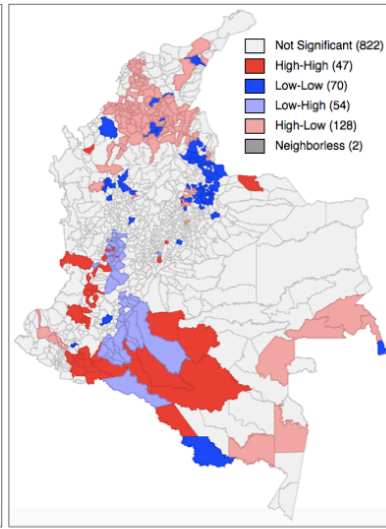 Not Significant (822)
High-High (47)
Low-Low (70)
Low-High (54)
High-Low (128)
Neighborless (2)